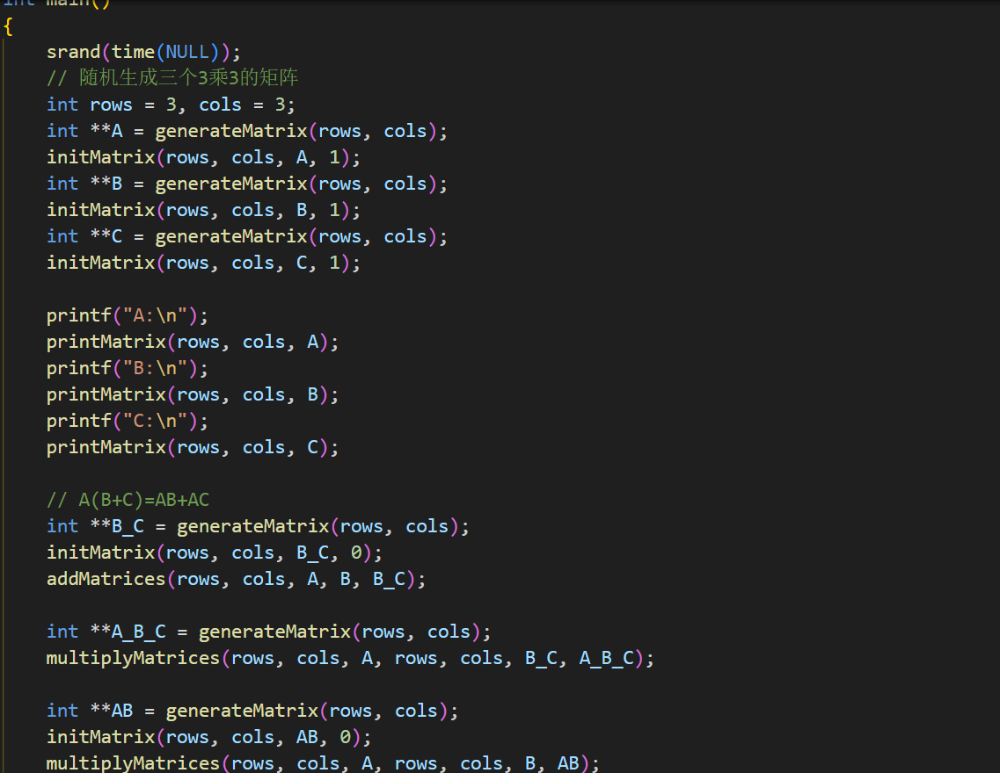 int main()
{
    srand(time(NULL));
    // 随机生成三个3乘3的矩阵
    int rows = 3, cols = 3;
    int **A = generateMatrix(rows, cols);
    initMatrix(rows, cols, A, 1);
    int **B = generateMatrix(rows, cols);
    initMatrix(rows, cols, B, 1);
    int **C = generateMatrix(rows, cols);
    initMatrix(rows, cols, C, 1);

    printf("A:\n");
    printMatrix(rows, cols, A);
    printf("B:\n");
    printMatrix(rows, cols, B);
    printf("C:\n");
    printMatrix(rows, cols, C);

    // A(B+C)=AB+AC
    int **B_C = generateMatrix(rows, cols);
    initMatrix(rows, cols, B_C, 0);
    addMatrices(rows, cols, A, B, B_C);

    int **A_B_C = generateMatrix(rows, cols);
    multiplyMatrices(rows, cols, A, rows, cols, B_C, A_B_C);

    int **AB = generateMatrix(rows, cols);
    initMatrix(rows, cols, AB, 0);
    multiplyMatrices(rows, cols, A, rows, cols, B, AB);